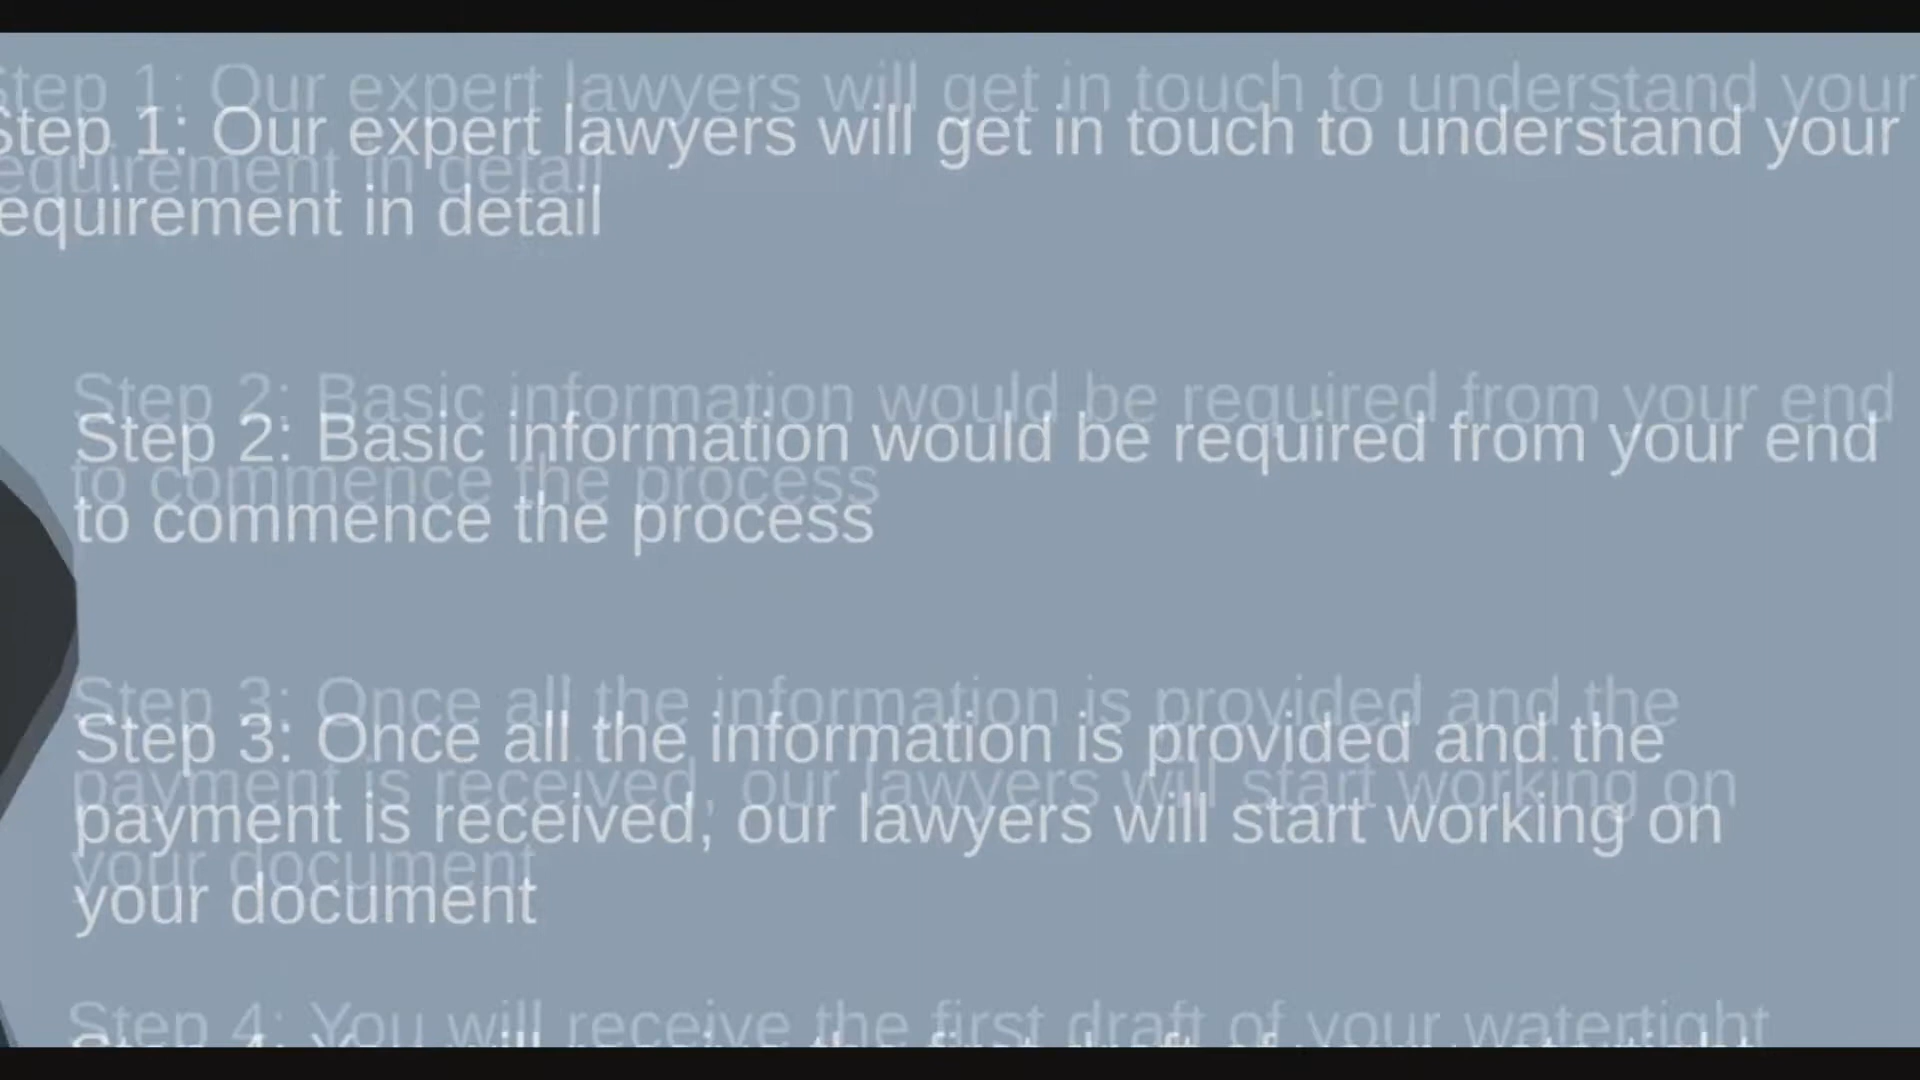 Step 1: Our expert lawyers will get in touch to understand your
equirement in detail
Step 2: Basic information would be required from your end
to commence the process
Step 3: Once all the information is provided and the
payment is received, our lawyers will start working on
your document
Step 4: You will receive the first draft of your watertight